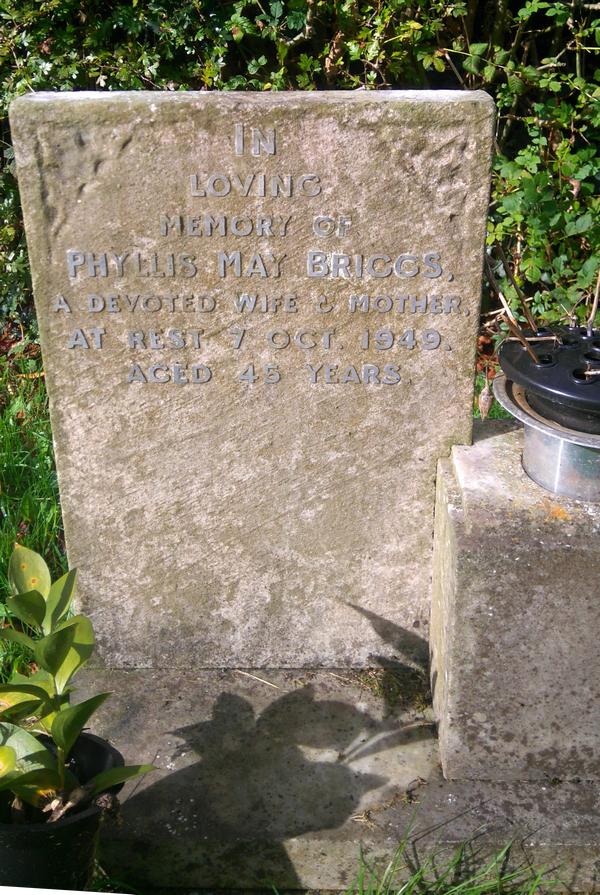 IN
LOVING
MEMORY OF
PHYLLIS MAY BRIGGS,
A DEVOTED WIFE & MOTHER,
AT REST 7 OCT. 1949.
AGED 45 YEARS.